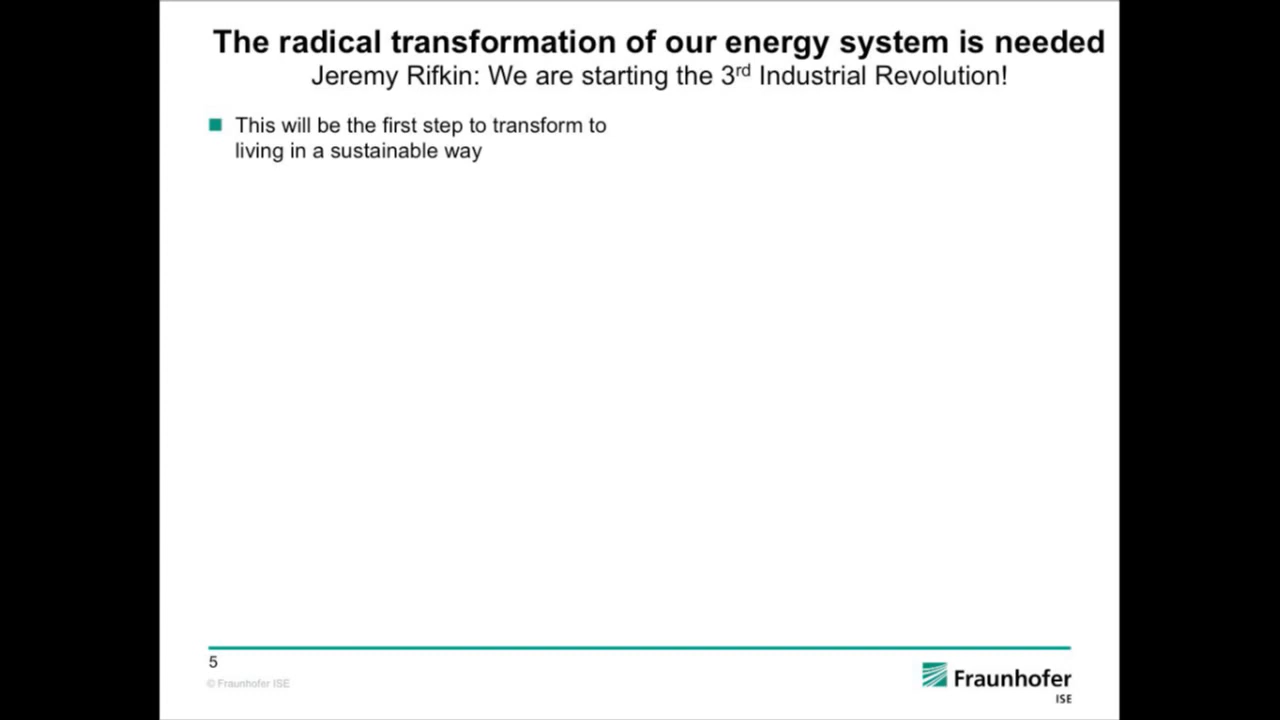 The radical transformation of our energy system is needed
Jeremy Rifkin: We are starting the 3rd Industrial Revolution!
This will be the first step to transform to
living in a sustainable way
5
© Fraunhofer ISE
Fraunhofer
ISE